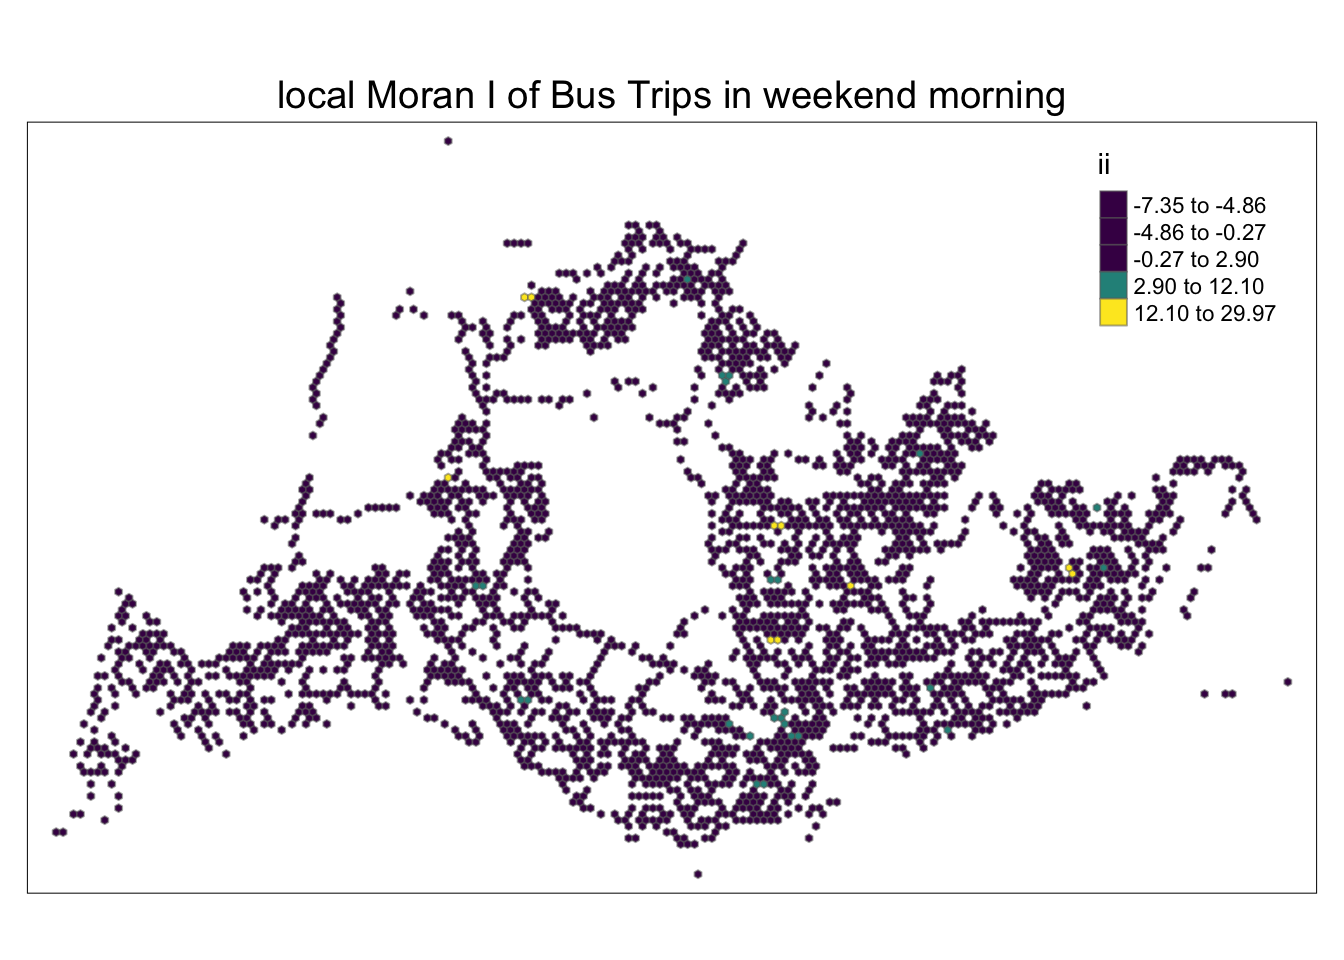 local Moran I of Bus Trips in weekend morning
ii
-7.35 to -4.86
-4.86 to -0.27
-0.27 to 2.90
2.90 to 12.10
12.10 to 29.97